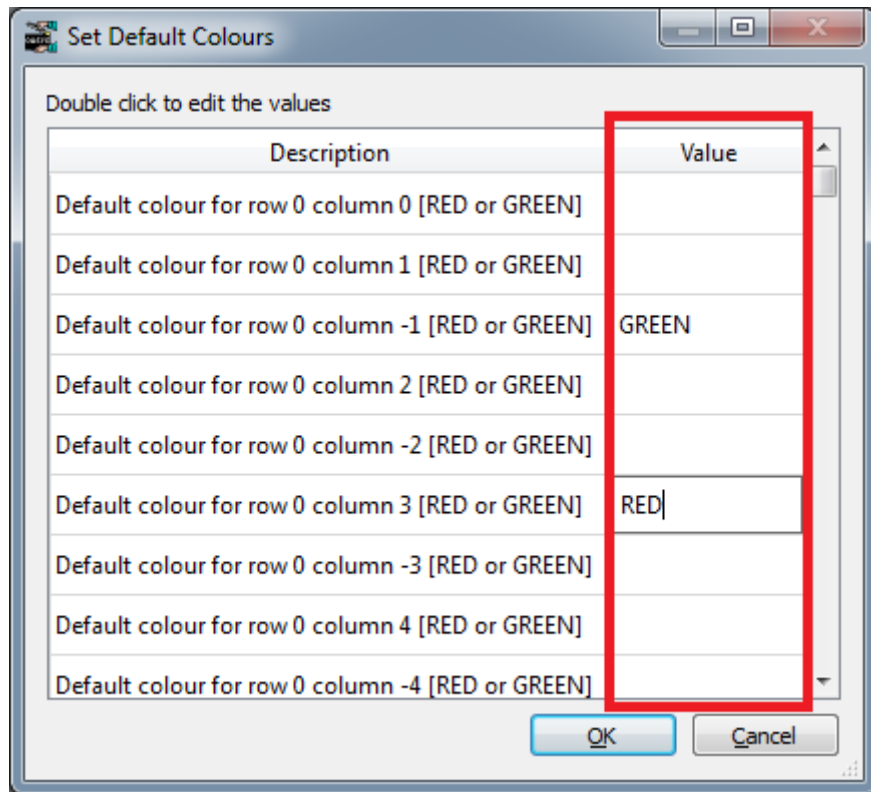 Set Default Colours
Double click to edit the values
Description Value
Default colour for row 0 column 0 [RED or GREEN]
Default colour for row 0 column 1 [RED or GREEN]
Default colour for row 0 column -1 [RED or GREEN] GREEN
Default colour for row 0 column 2 [RED or GREEN]
Default colour for row 0 column -2 [RED or GREEN]
Default colour for row 0 column 3 [RED or GREEN] RED
Default colour for row 0 column -3 [RED or GREEN]
Default colour for row 0 column 4 [RED or GREEN]
Default colour for row 0 column -4 [RED or GREEN]
OK Cancel